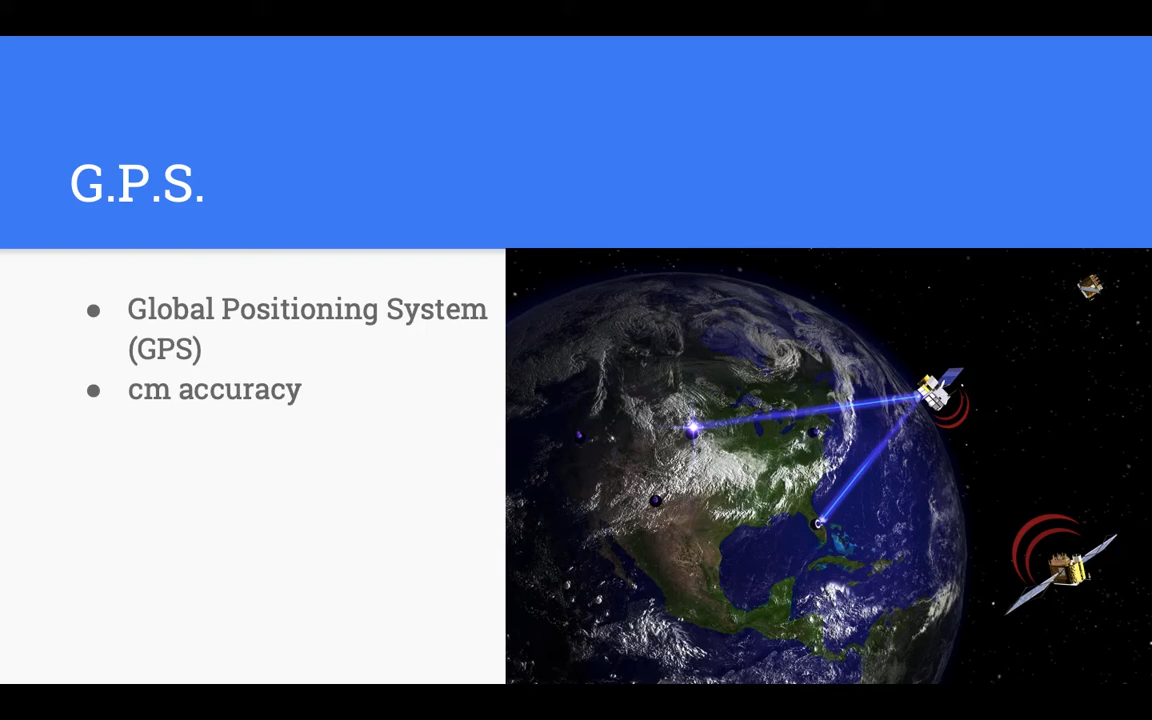 G.P.S.
● Global Positioning System
(GPS)
● cm accuracy